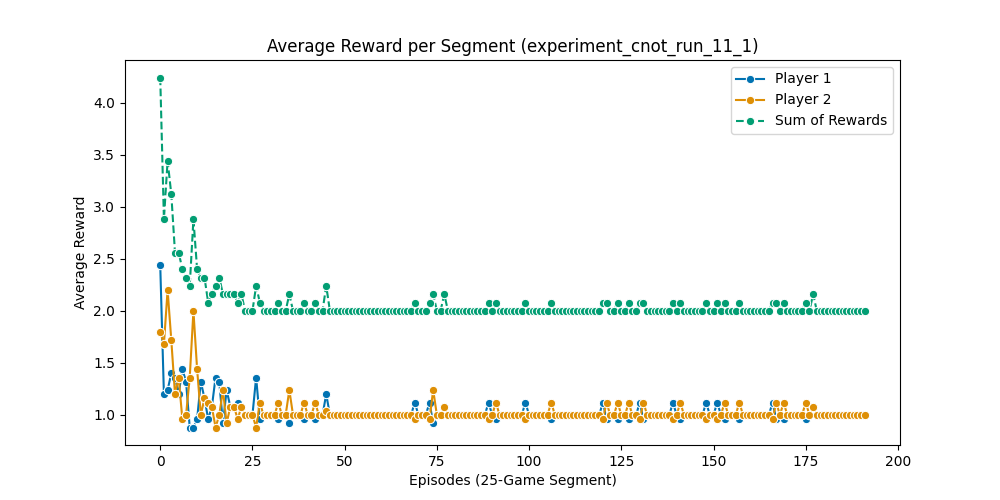 Average Reward per Segment (experiment_cnot_run_11_1)
Player 1
Player 2
Sum of Rewards
Average Reward
4.0
3.5
3.0
2.5
2.0
1.5
1.0
0 25 50 75 100 125 150 175 200
Episodes (25-Game Segment)